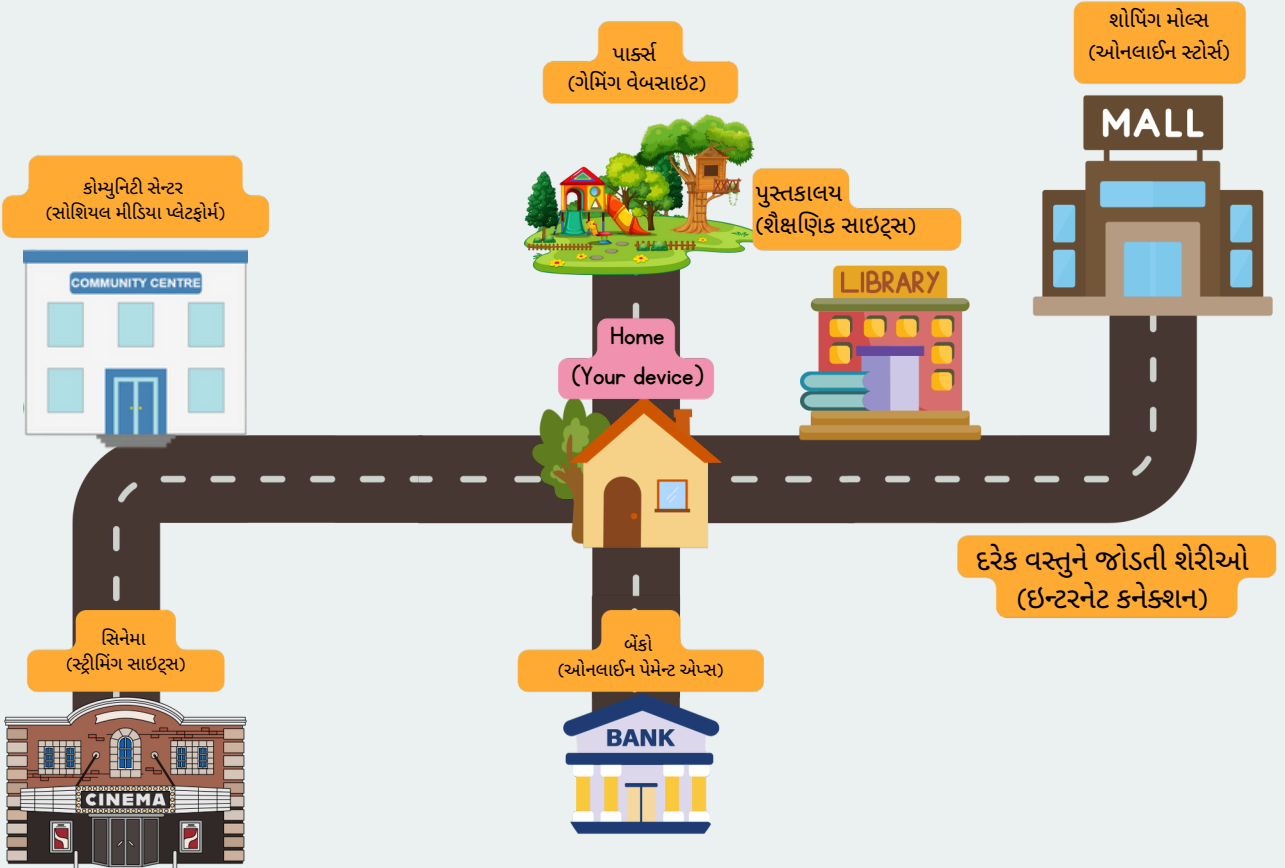 પાર્ક્સ
(ગેમિંગ વેબસાઇટ)
શોપિંગ મોલ્સ
(ઓનલાઈન સ્ટોર્સ)
MALL
કોમ્યુનિટી સેન્ટર
(સોશિયલ મીડિયા પ્લેટફોર્મ)
COMMUNITY CENTRE
પુસ્તકાલય
(શૈક્ષણિક સાઇટ્સ)
LIBRARY
Home
(Your device)
દરેક વસ્તુને જોડતી શેરીઓ
(ઇન્ટરનેટ કનેક્શન)
સિનેમા
(સ્ટ્રીમિંગ સાઇટ્સ)
CINEMA
બેંકો
(ઓનલાઈન પેમેન્ટ એપ્સ)
BANK